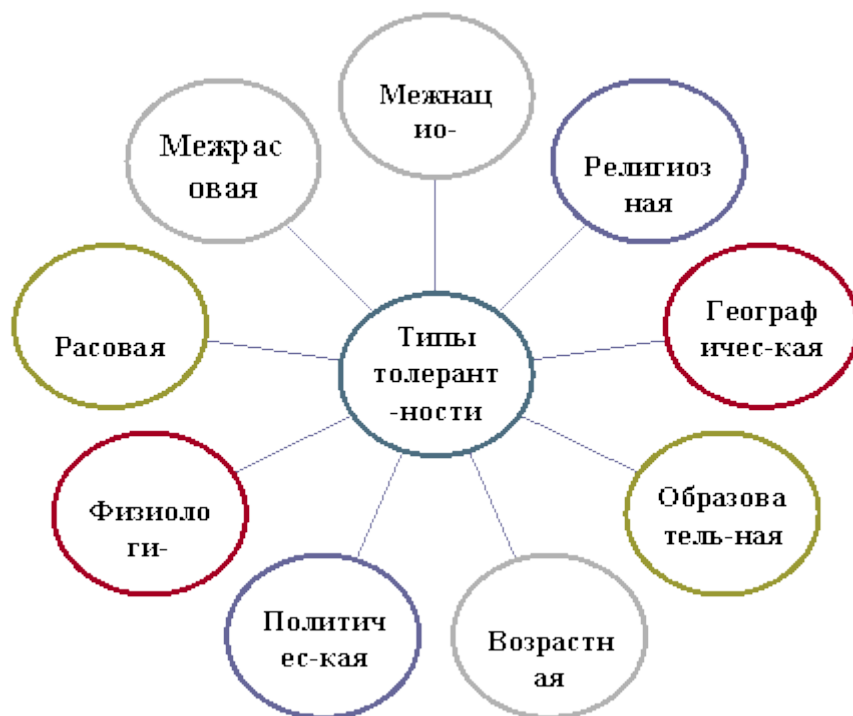 Межнац
ио-
Религиоз
ная
Географ
ичес-кая
Образова
тель-ная
Возрастн
ая
Политич
ес-кая
Физиоло
ги-
Расовая
Межрас
овая
Типы
толерант
-ности